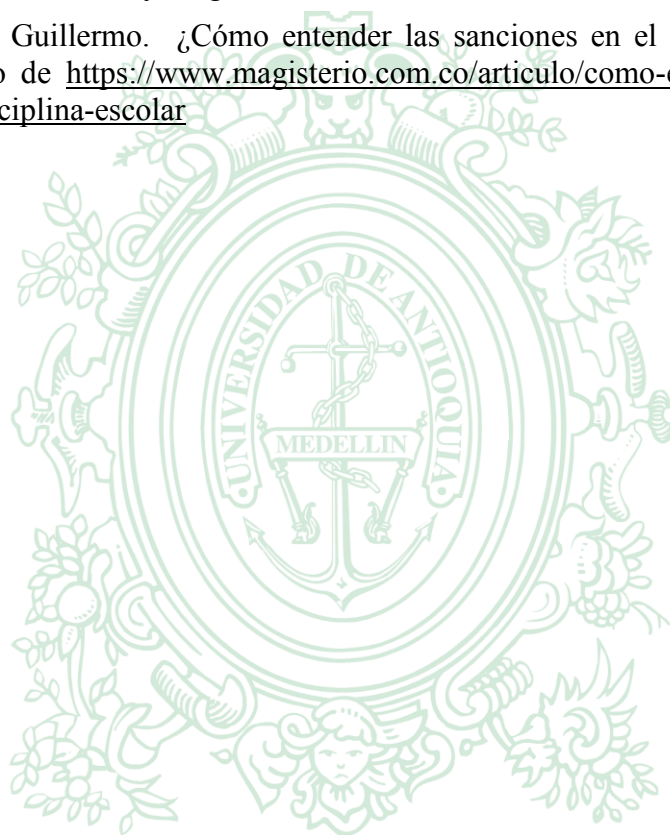 Guillermo. ¿Cómo entender las sanciones en el
o de https://www.magisterio.com.co/articulo/como-
ciplina-escolar
UNIVERSIDAD DE ANTIOQUIA
MEDELLIN